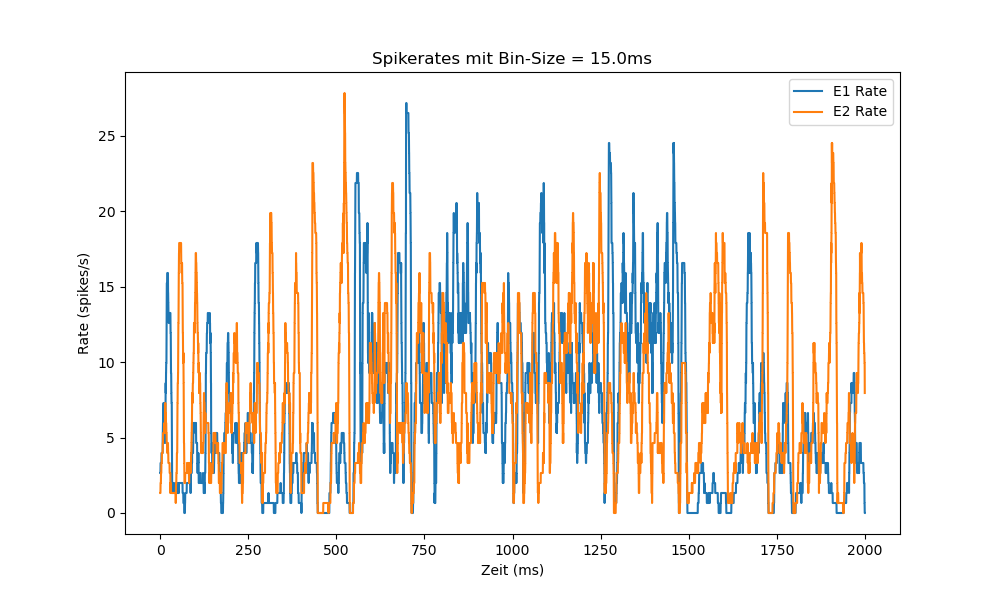 Spikerates mit Bin-Size = 15.0ms
E1 Rate
E2 Rate
Rate (spikes/s)
25
20
15
10
5
0
0 250 500 750 1000 1250 1500 1750 2000
Zeit (ms)